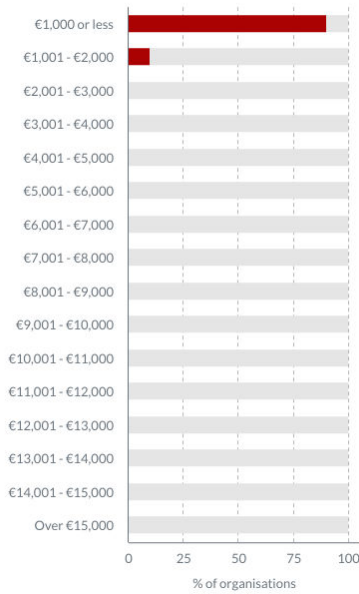 €1,000 or less
€1,001 - €2,000
€2,001 - €3,000
€3,001 - €4,000
€4,001 - €5,000
€5,001 - €6,000
€6,001 - €7,000
€7,001 - €8,000
€8,001 - €9,000
€9,001 - €10,000
€10,001 - €11,000
€11,001 - €12,000
€12,001 - €13,000
€13,001 - €14,000
€14,001 - €15,000
Over €15,000
0 25 50 75 100
% of organisations